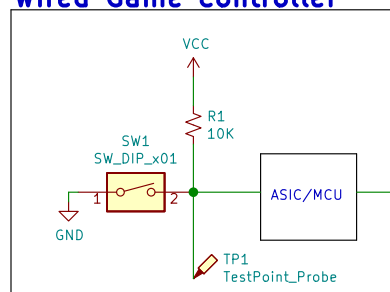 Wired Game Controller
VCC
R1
10K
SW1
SW_DIP_x01
1
2
GND
ASIC/MCU
TP1
TestPoint_Probe